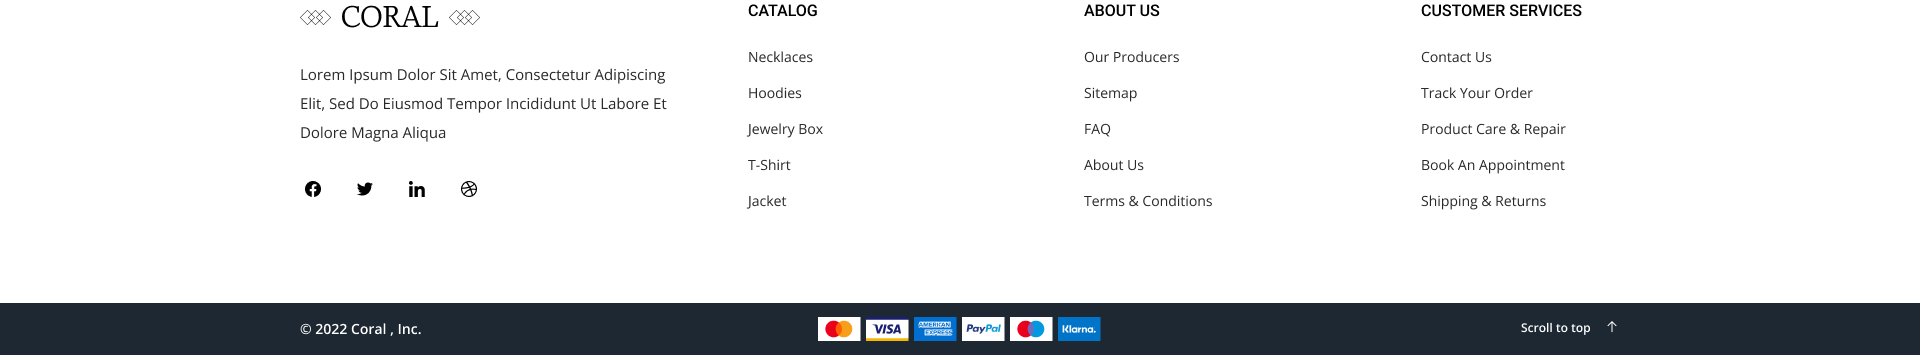 CORAL
Lorem Ipsum Dolor Sit Amet, Consectetur Adipiscing
Elit, Sed Do Eiusmod Tempor Incididunt Ut Labore Et
Dolore Magna Aliqua
CATALOG
Necklaces
Hoodies
Jewelry Box
T-Shirt
Jacket
ABOUT US
Our Producers
Sitemap
FAQ
About Us
Terms & Conditions
CUSTOMER SERVICES
Contact Us
Track Your Order
Product Care & Repair
Book An Appointment
Shipping & Returns
© 2022 Coral , Inc.
VISA
AMERICAN
EXPRESS
PayPal
Klarna.
Scroll to top